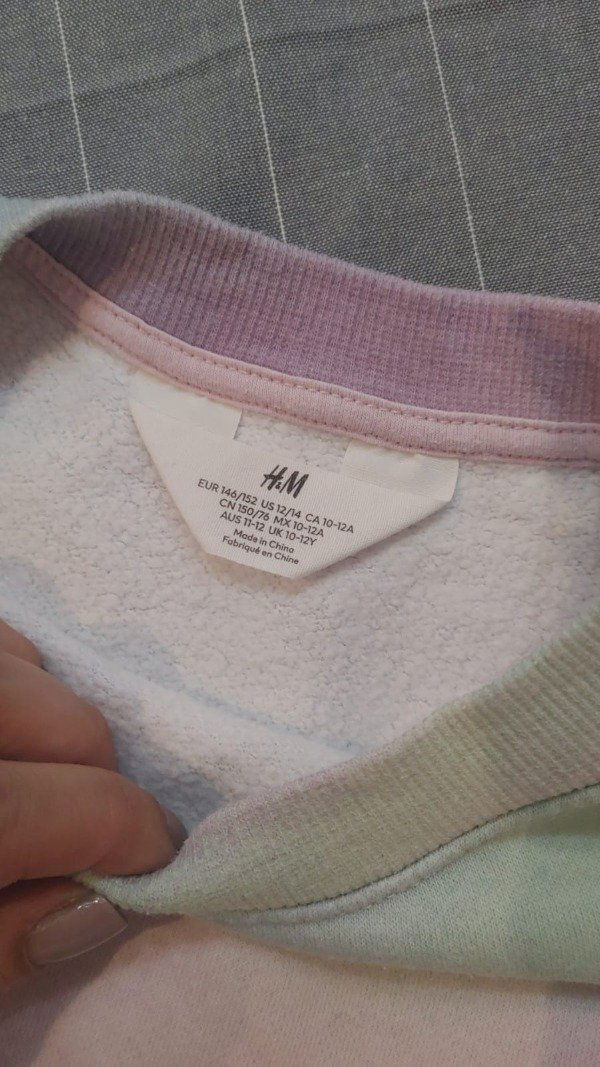 H&M
EUR 146/152 US 12/14 CA 10-12A
CN 150/76 MX 10-12A
AUS 11-12 UK 10-12Y
Made in China
Fabriqué en Chine